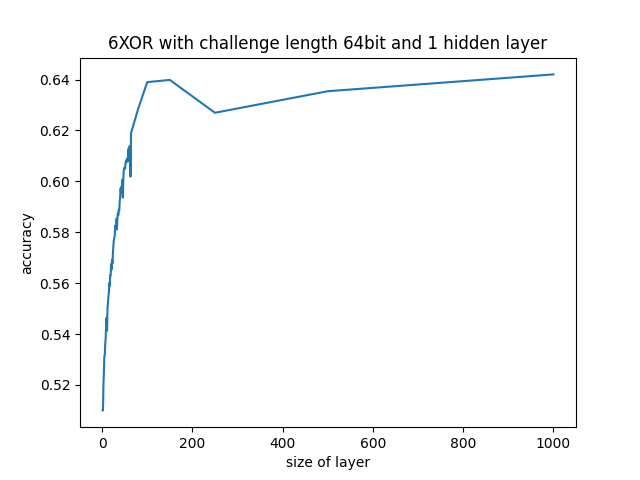 6XOR with challenge length 64bit and 1 hidden layer
0.64
0.62
0.60
0.58
0.56
0.54
0.52
accuracy
0 200 400 600 800 1000
size of layer